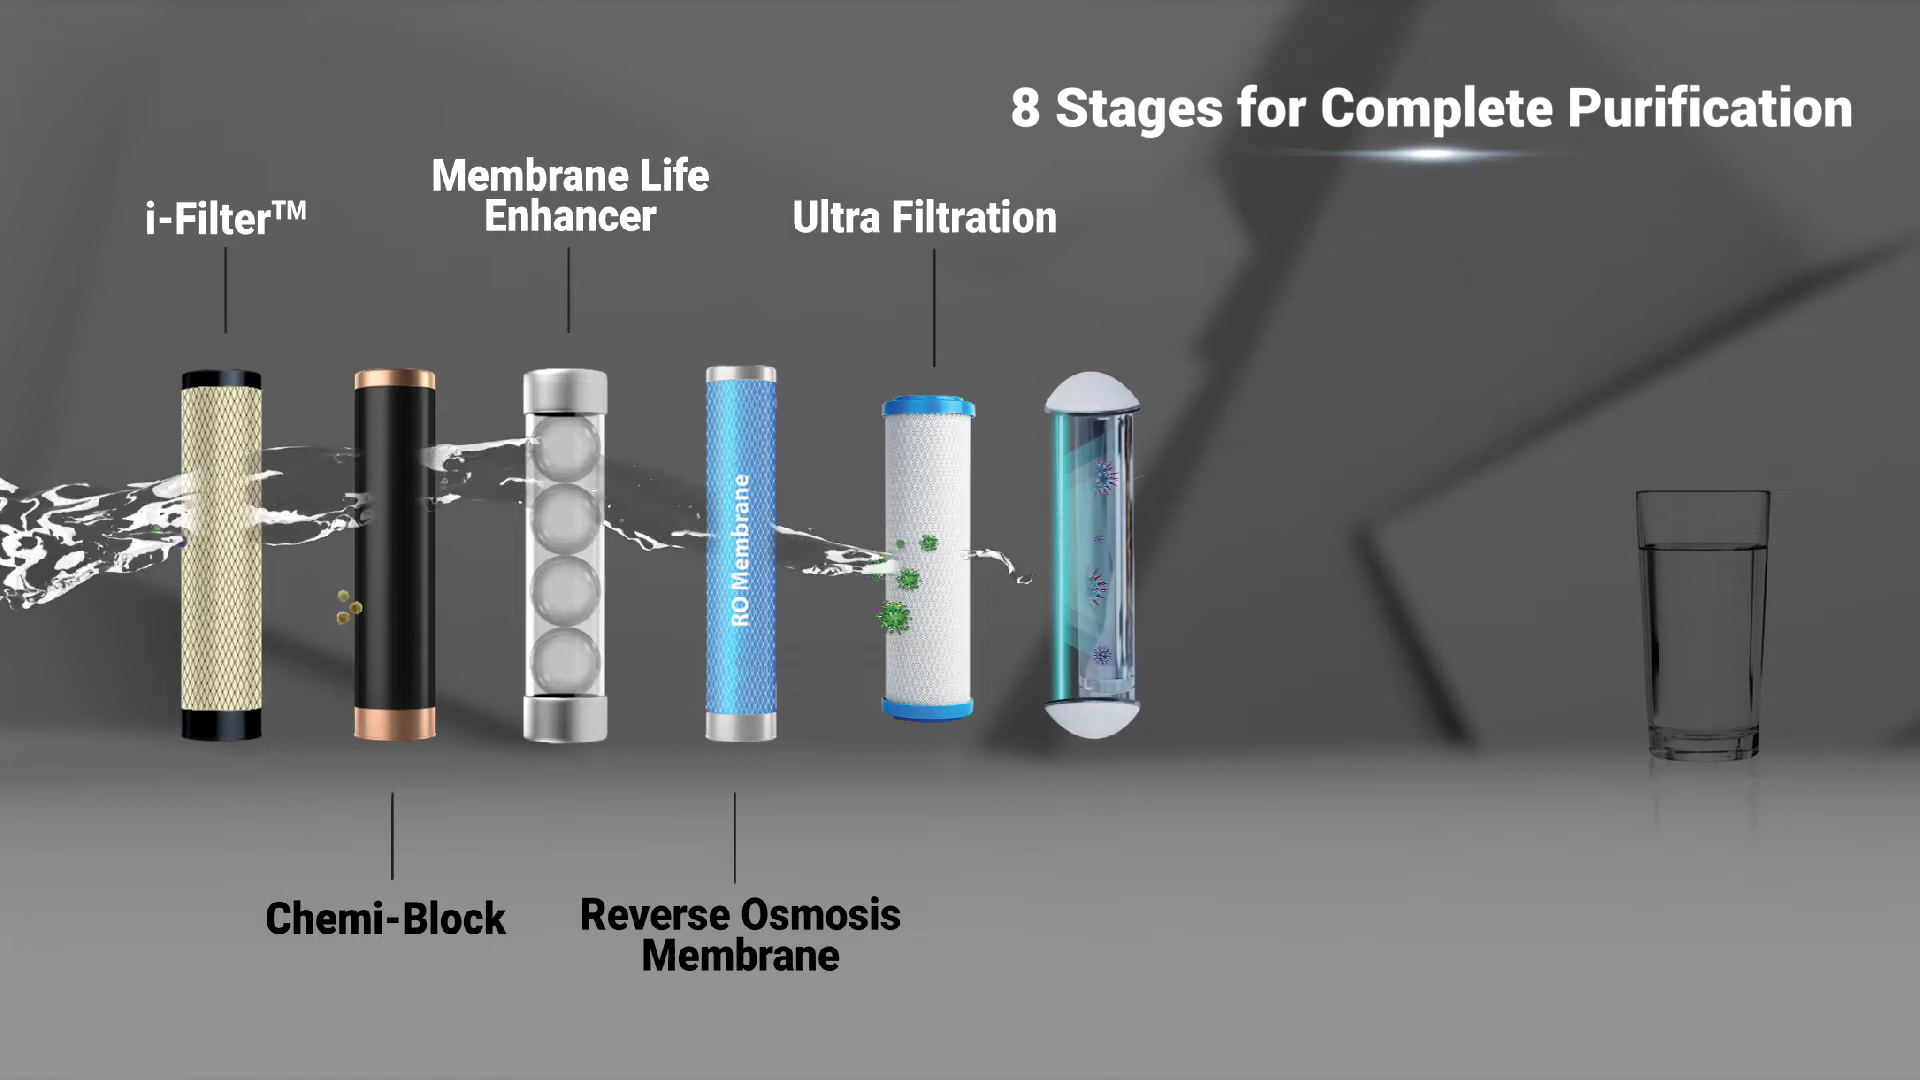 8 Stages for Complete Purification
i-Filter™
Membrane Life
Enhancer
Ultra Filtration
RO Membrane
Chemi-Block
Reverse Osmosis
Membrane